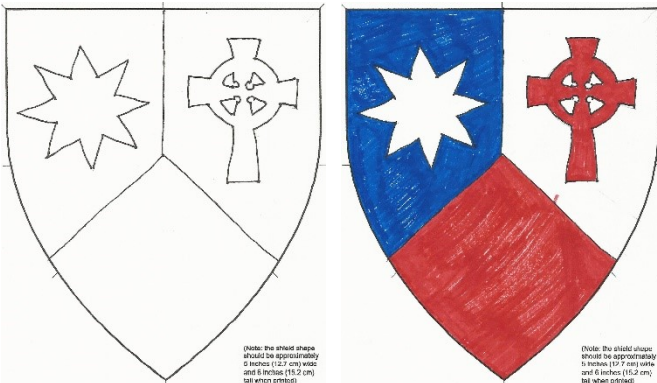 (Note: the shield shape
should be approximately
5 inches (12.7 cm) wide
and 6 inches (15.2 cm)
tall when printed)
(Note: the shield shape
should be approximately
5 inches (12.7 cm) wide
and 6 inches (15.2 cm)
tall when printed)